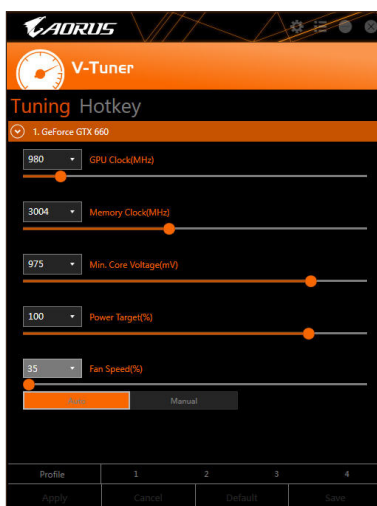 AORUS
V-Tuner
Tuning Hotkey
1. GeForce GTX 660
980 GPU Clock(MHz)
3004 Memory Clock(MHz)
975 Min. Core Voltage(mV)
100 Power Target(%)
35 Fan Speed(%)
Auto Manual
Profile 1 2 3 4
Apply Cancel Default Save